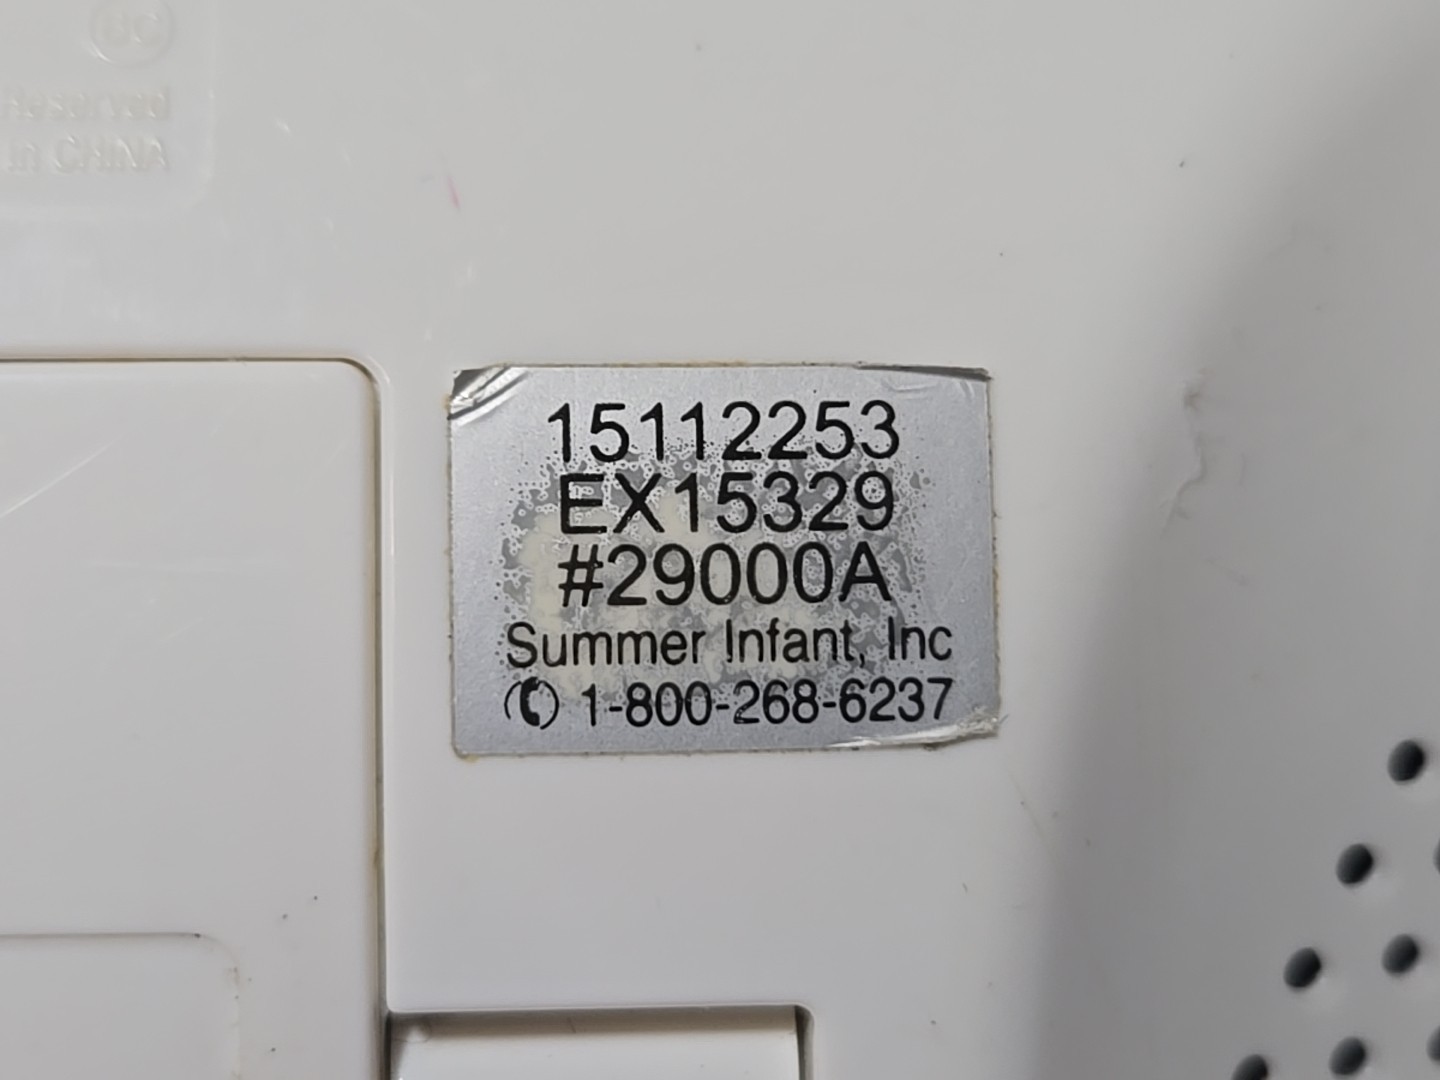 Reserved
in CHINA
15112253
EX15329
#29000A
Summer Infant, Inc
1-800-268-6237